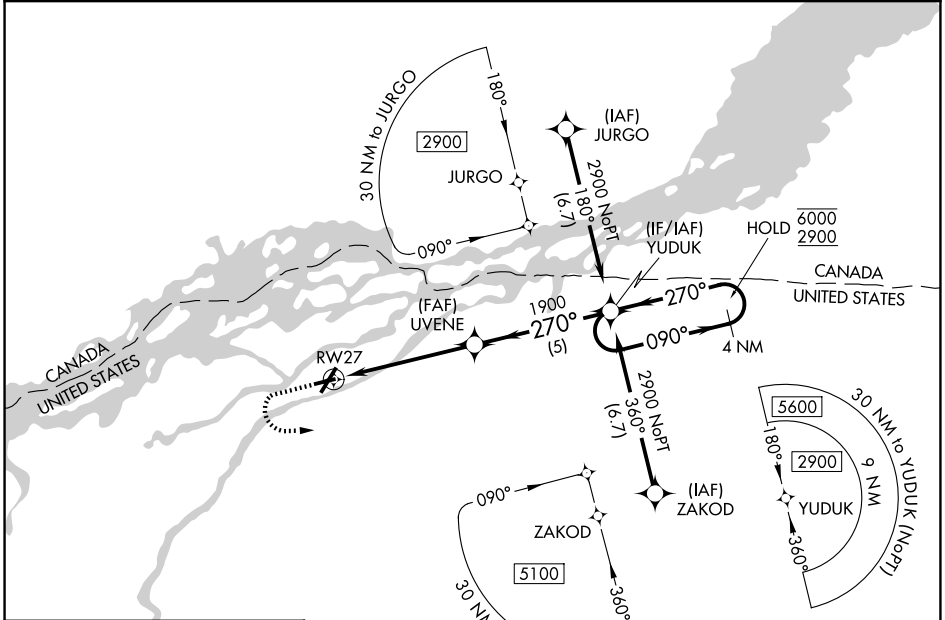 30 NM to JURGO
180°
2900
JURGO
090°
(IAF)
JURGO
2900 NoPT
180°
(6.7)
(IF/IAF)
YUDUK
HOLD
6000
2900
CANADA
UNITED STATES
270°
090°
4 NM
1900
270°
(5)
(FAF)
UVENE
RW27
CANADA
UNITED STATES
2900 NoPT
360°
(6.7)
(IAF)
ZAKOD
5600
180°
2900
YUDUK
360°
9 NM
30 NM to YUDUK (NoPT)
090°
ZAKOD
5100
360°
30 NM